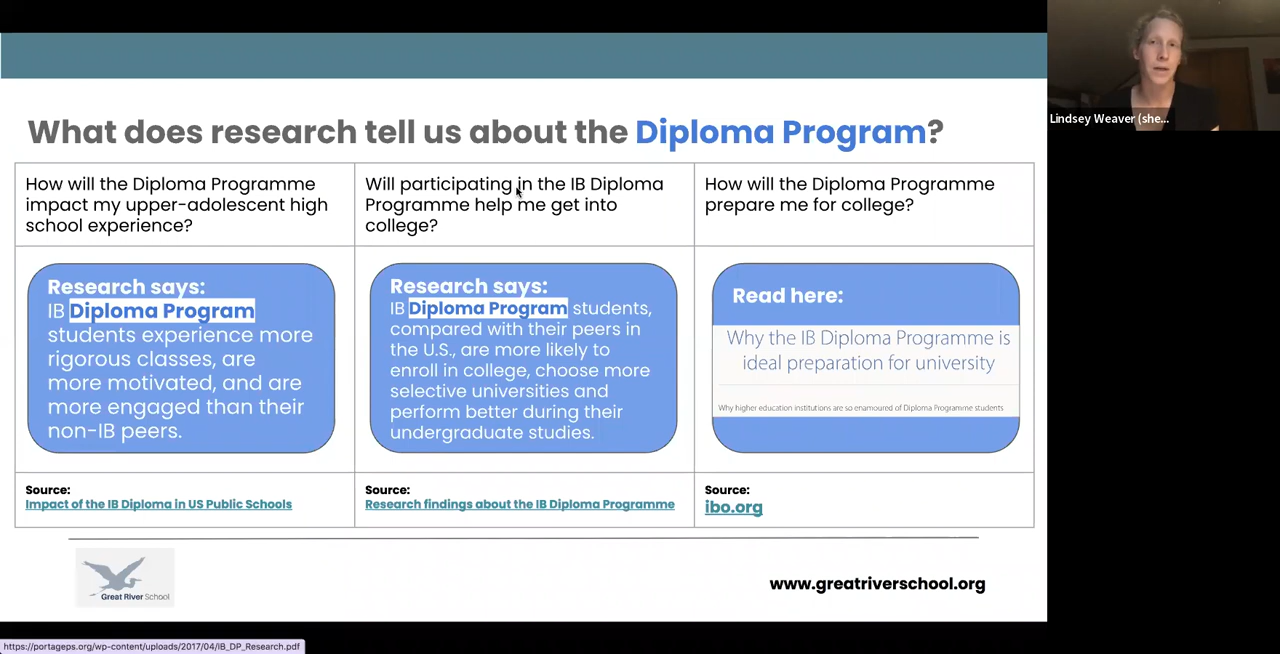 What does research tell us about the Diploma Program?
How will the Diploma Programme
impact my upper-adolescent high
school experience?
Will participating in the IB Diploma
Programme help me get into
college?
How will the Diploma Programme
prepare me for college?
Research says:
IB Diploma Program
students experience more
rigorous classes, are
more motivated, and are
more engaged than their
non-IB peers.
Research says:
IB Diploma Program students,
compared with their peers in
the U.S., are more likely to
enroll in college, choose more
selective universities and
perform better during their
undergraduate studies.
Read here:
Why the IB Diploma Programme is
ideal preparation for university
Why higher education institutions are so enamoured of Diploma Programme students
Source:
Impact of the IB Diploma in US Public Schools
Source:
Research findings about the IB Diploma Programme
Source:
ibo.org
Great River School
www.greatriverschool.org
Lindsey Weaver (she...
https://portageps.org/wp-content/uploads/2017/04/IB_DP_Research.pdf